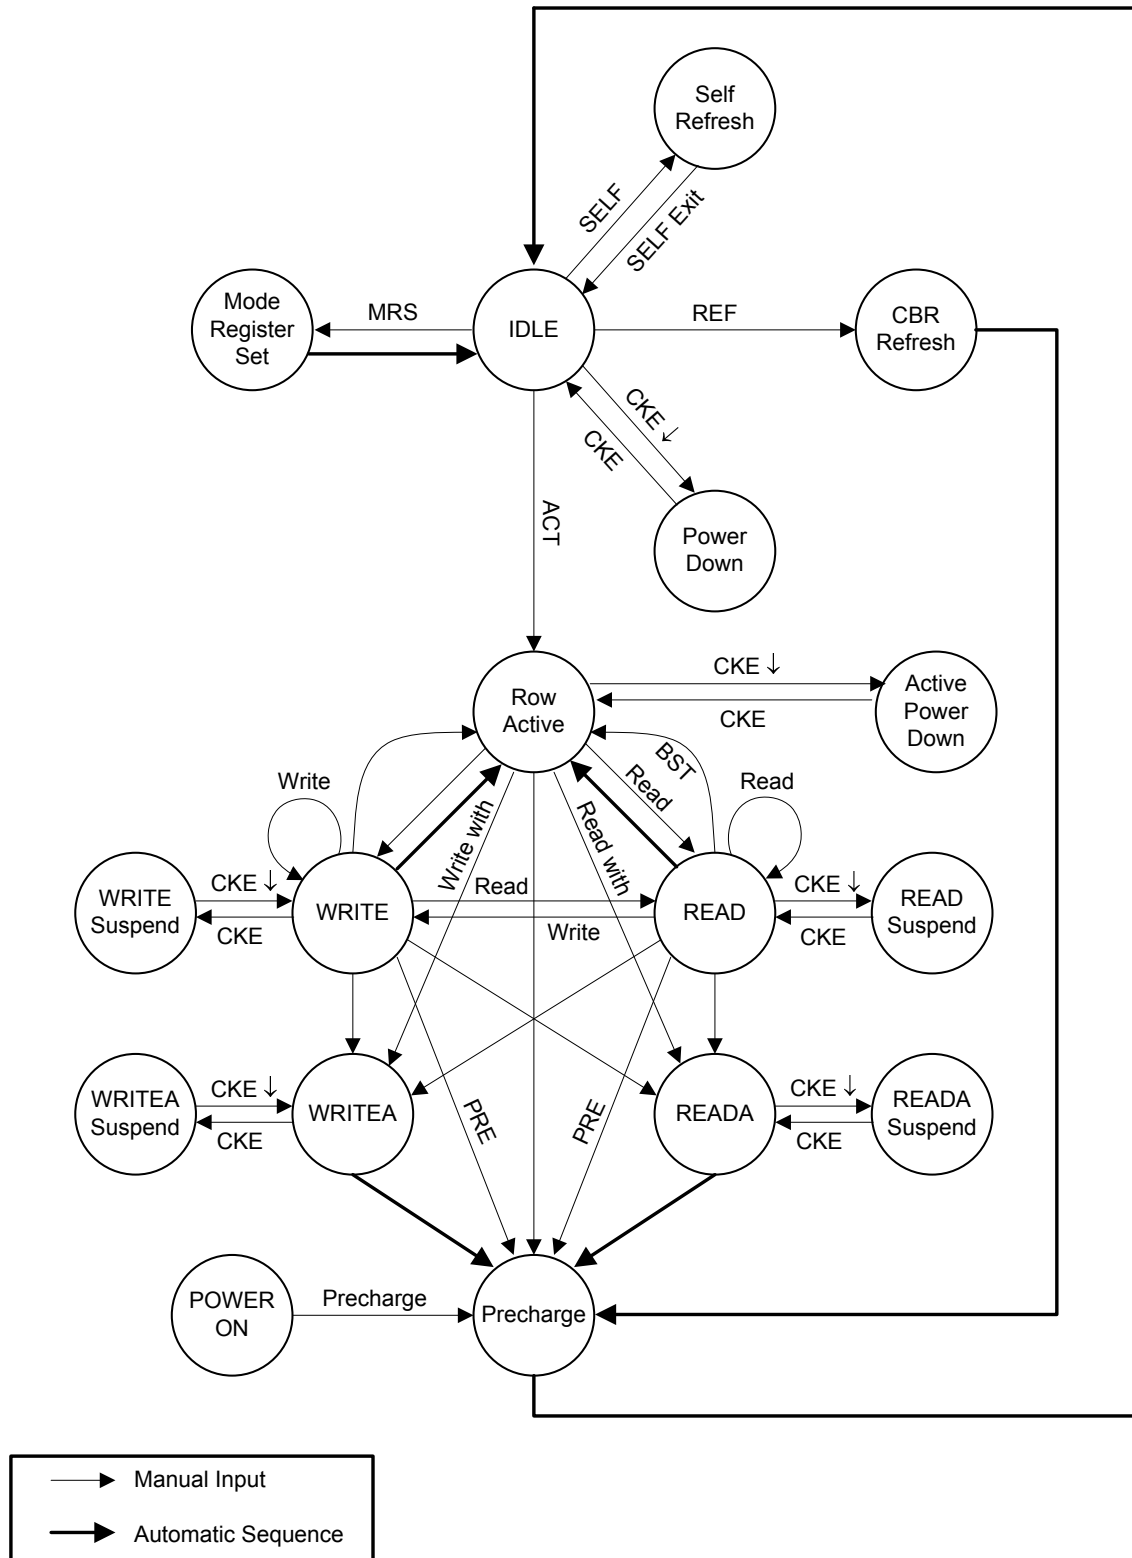 Self
Refresh
SELF
SELF Exit
Mode
Register
Set
MRS
IDLE
REF
CBR
Refresh
CKE ↓
CKE
ACT
Power
Down
Row
Active
CKE ↓
CKE
Active
Power
Down
BST
Read
Write
Read
Write with
Read with
WRITE
Suspend
CKE ↓
CKE
WRITE
Read
Write
READ
CKE ↓
CKE
READ
Suspend
WRITEA
Suspend
CKE ↓
CKE
WRITEA
PRE
PRE
READA
CKE ↓
CKE
READA
Suspend
POWER
ON
Precharge
Precharge
Manual Input
Automatic Sequence